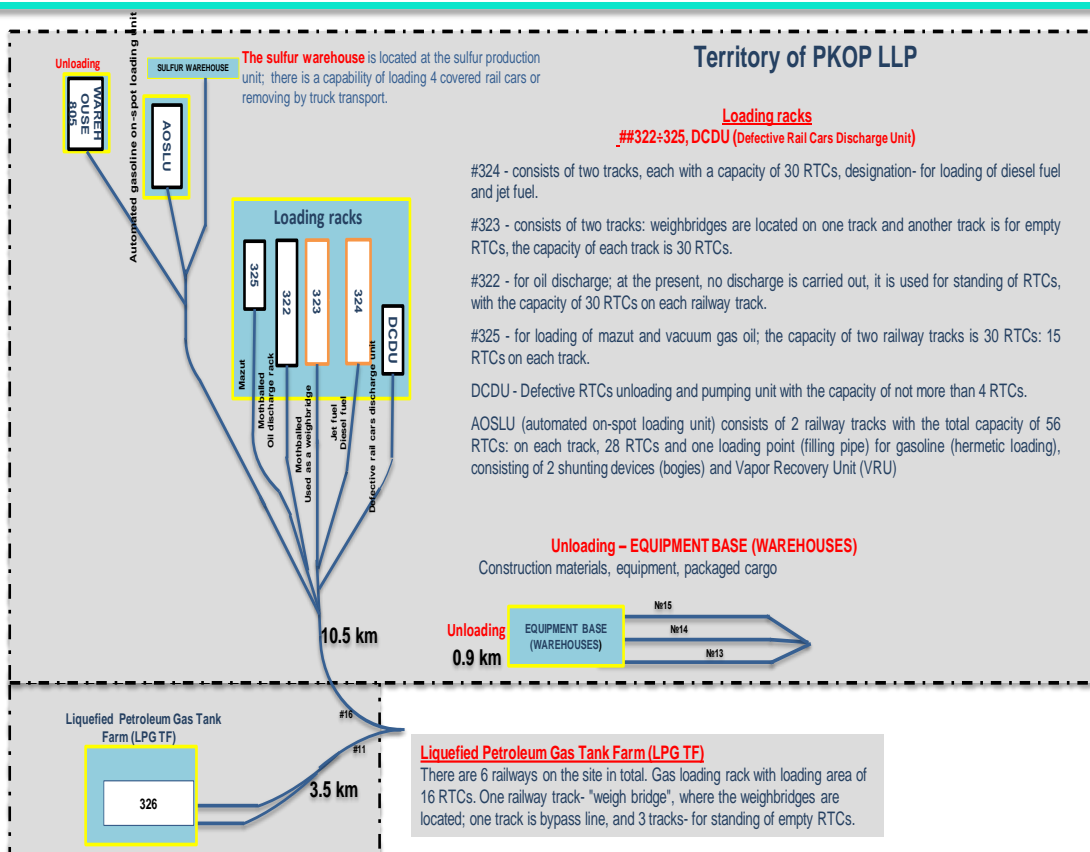 Territory of PKOP LLP
Unloading
WAREH
OUSE
805
Automated gasoline on-spot loading unit
SULFUR WAREHOUSE
AOSLU
The sulfur warehouse is located at the sulfur production
unit; there is a capability of loading 4 covered rail cars or
removing by truck transport.
Loading racks
325
322
323
324
DCDU
Mazut
Mothballed
Oil discharge rack
Mothballed
Used as a weighbridge
Jet fuel
Diesel fuel
Defective rail cars discharge unit
Loading racks
##322÷325, DCDU (Defective Rail Cars Discharge Unit)
#324 - consists of two tracks, each with a capacity of 30 RTCs, designation- for loading of diesel fuel
and jet fuel.
#323 - consists of two tracks: weighbridges are located on one track and another track is for empty
RTCs, the capacity of each track is 30 RTCs.
#322 - for oil discharge; at the present, no discharge is carried out, it is used for standing of RTCs,
with the capacity of 30 RTCs on each railway track.
#325 - for loading of mazut and vacuum gas oil; the capacity of two railway tracks is 30 RTCs: 15
RTCs on each track.
DCDU - Defective RTCs unloading and pumping unit with the capacity of not more than 4 RTCs.
AOSLU (automated on-spot loading unit) consists of 2 railway tracks with the total capacity of 56
RTCs: on each track, 28 RTCs and one loading point (filling pipe) for gasoline (hermetic loading),
consisting of 2 shunting devices (bogies) and Vapor Recovery Unit (VRU)
Unloading – EQUIPMENT BASE (WAREHOUSES)
Construction materials, equipment, packaged cargo
Unloading
0.9 km
EQUIPMENT BASE
(WAREHOUSES)
№15
№14
№13
10.5 km
#16
#11
3.5 km
Liquefied Petroleum Gas Tank
Farm (LPG TF)
326
Liquefied Petroleum Gas Tank Farm (LPG TF)
There are 6 railways on the site in total. Gas loading rack with loading area of
16 RTCs. One railway track- "weigh bridge", where the weighbridges are
located; one track is bypass line, and 3 tracks- for standing of empty RTCs.